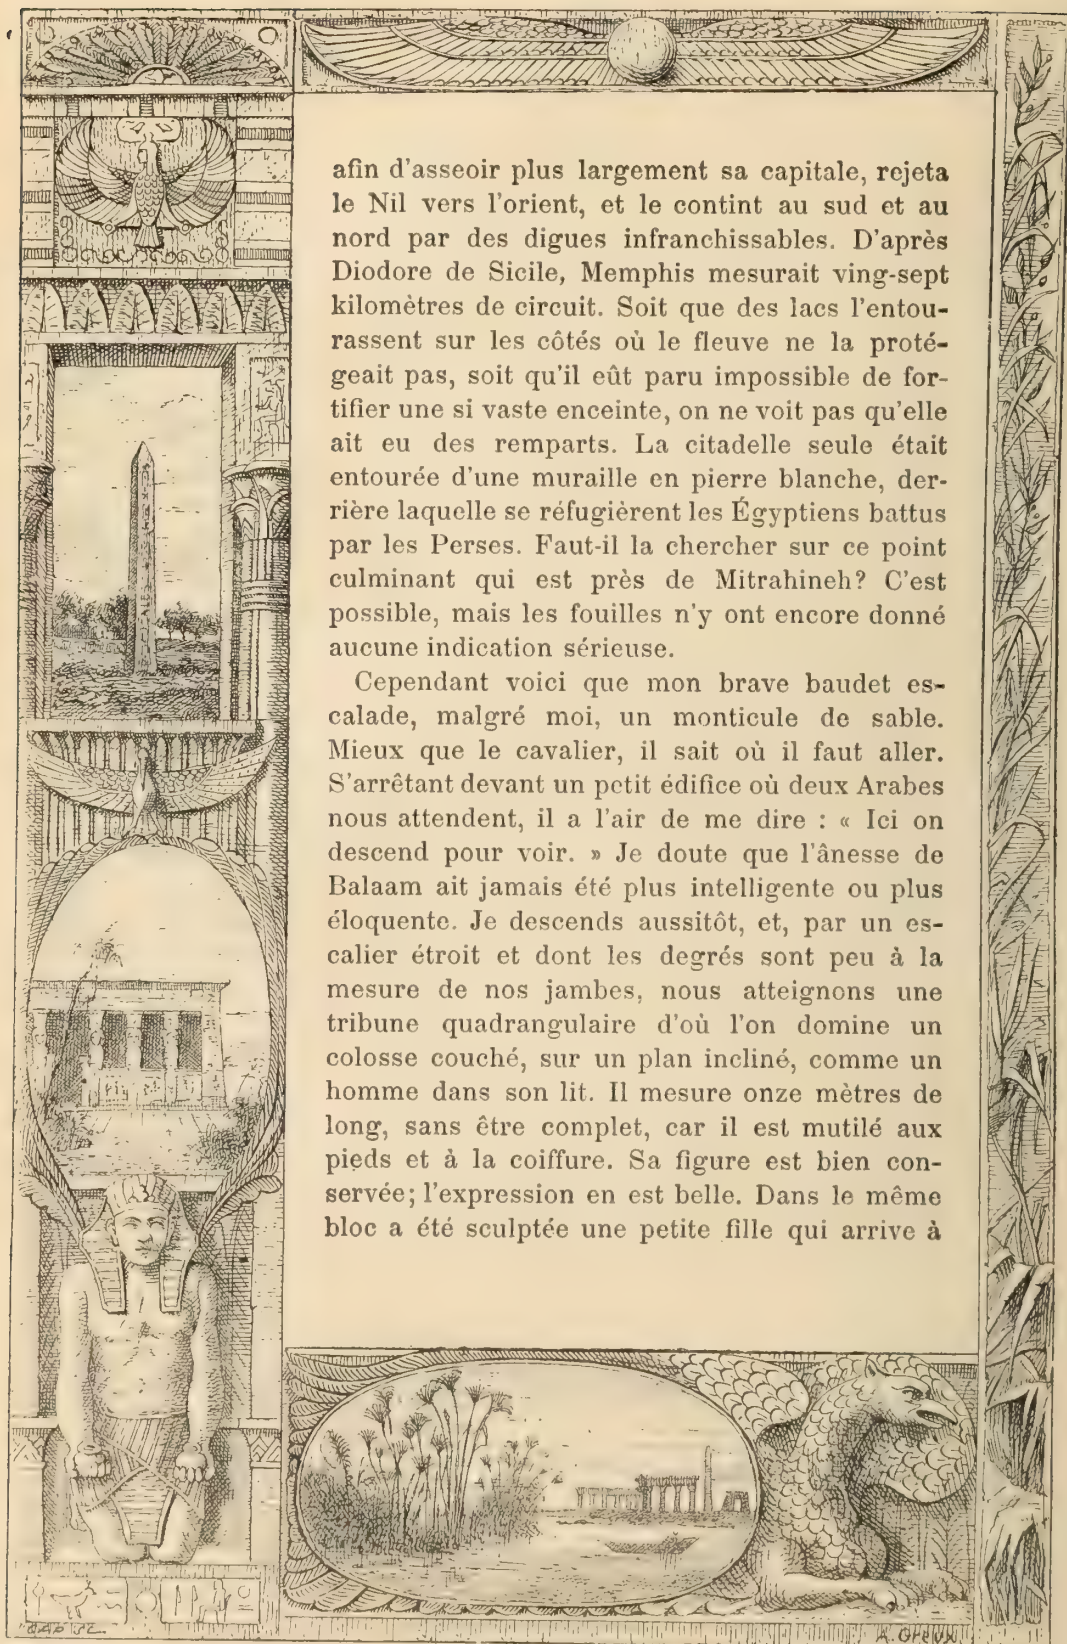 afin d'asseoir plus largement sa capitale, rejeta
le Nil vers l'orient, et le contint au sud et au
nord par des digues infranchissables. D'après
Diodore de Sicile, Memphis mesurait ving-sept
kilomètres de circuit. Soit que des lacs l'entou-
rassent sur les côtés où le fleuve ne la proté-
geait pas, soit qu'il eût paru impossible de for-
tifier une si vaste enceinte, on ne voit pas qu'elle
ait eu des remparts. La citadelle seule était
entourée d'une muraille en pierre blanche, der-
rière laquelle se réfugièrent les Égyptiens battus
par les Perses. Faut-il la chercher sur ce point
culminant qui est près de Mitrahineh? C'est
possible, mais les fouilles n'y ont encore donné
aucune indication sérieuse.
Cependant voici que mon brave baudet es-
calade, malgré moi, un monticule de sable.
Mieux que le cavalier, il sait où il faut aller.
S'arrêtant devant un petit édifice où deux Arabes
nous attendent, il a l'air de me dire : « Ici on
descend pour voir. » Je doute que l'ânesse de
Balaam ait jamais été plus intelligente ou plus
éloquente. Je descends aussitôt, et, par un es-
calier étroit et dont les degrés sont peu à la
mesure de nos jambes, nous atteignons une
tribune quadrangulaire d'où l'on domine un
colosse couché, sur un plan incliné, comme un
homme dans son lit. Il mesure onze mètres de
long, sans être complet, car il est mutilé aux
pieds et à la coiffure. Sa figure est bien con-
servée; l'expression en est belle. Dans le même
bloc a été sculptée une petite fille qui arrive à
A. Greux